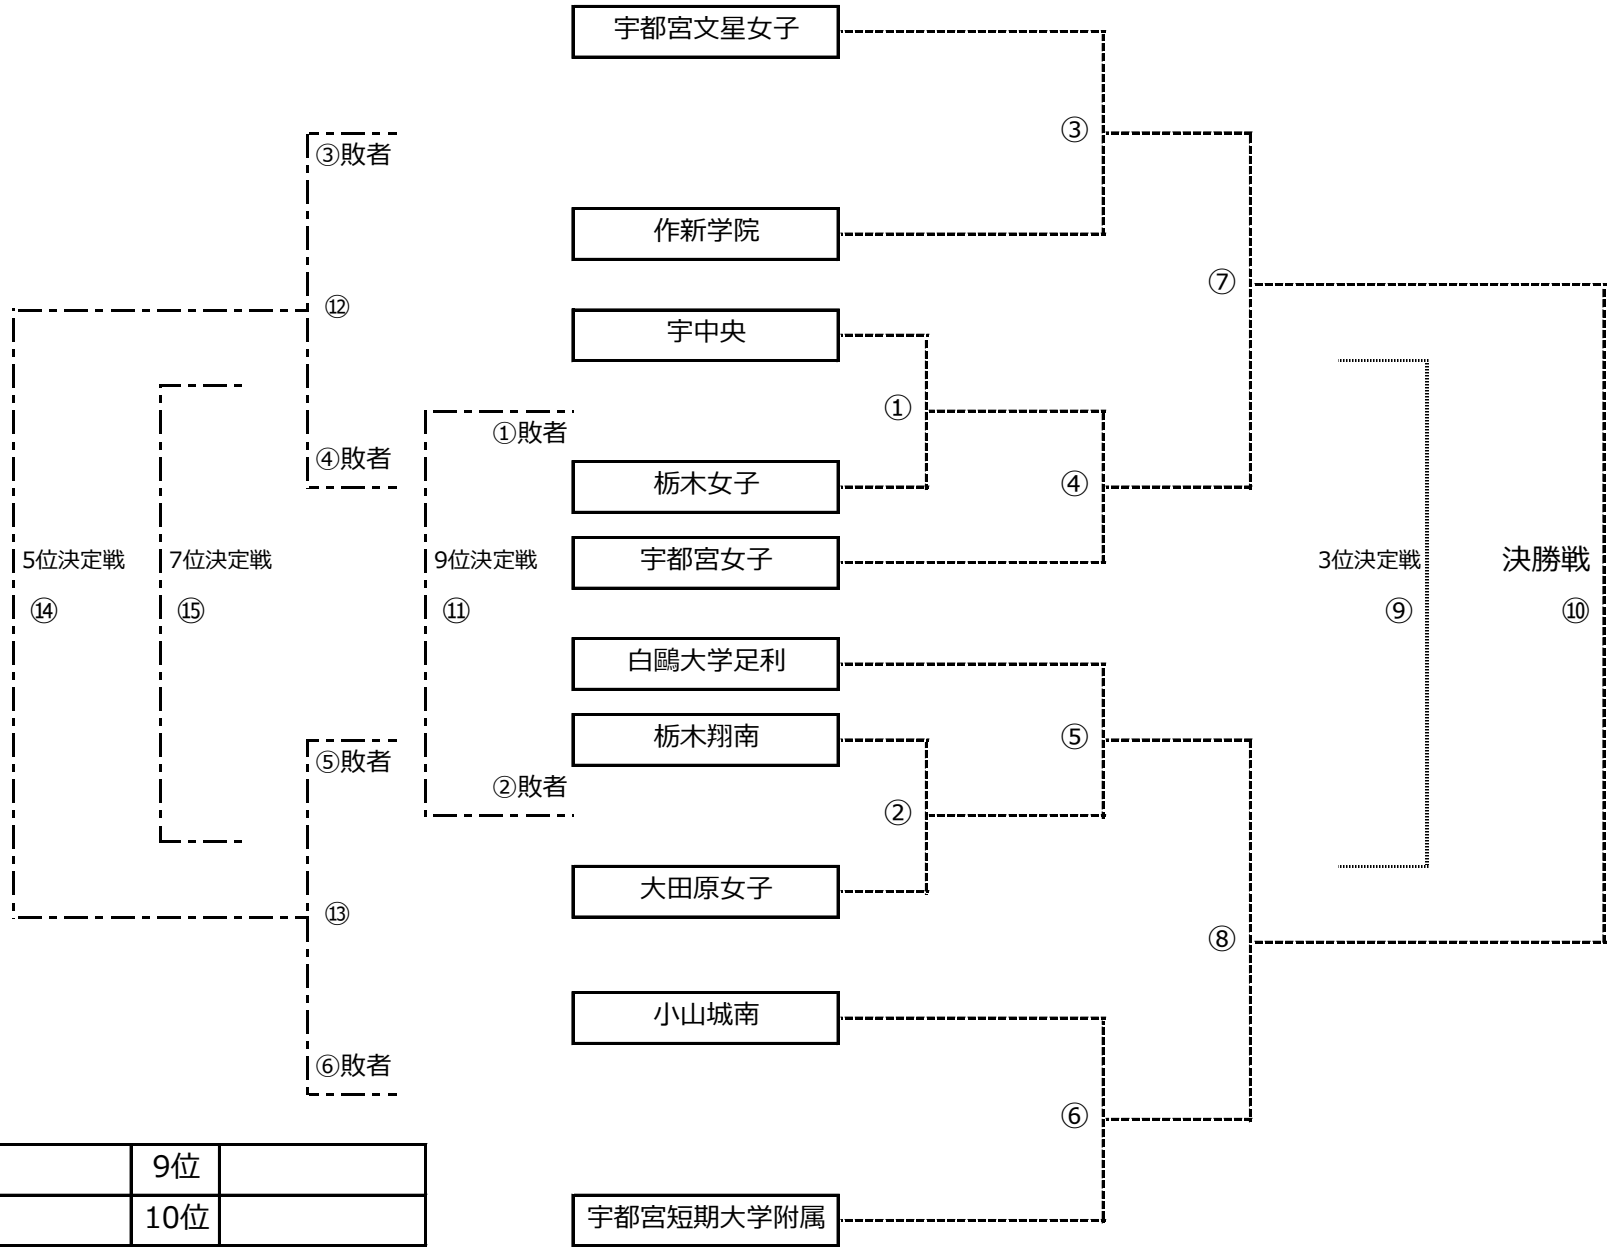 宇都宮文星女子
③
③敗者
作新学院
⑦
⑫
宇中央
①
①敗者
④敗者
栃木女子
④
5位決定戦
7位決定戦
9位決定戦
宇都宮女子
3位決定戦
決勝戦
⑭
⑮
⑪
⑨
⑩
白鷗大学足利
栃木翔南
⑤
⑤敗者
②敗者
②
大田原女子
⑬
⑧
小山城南
⑥敗者
⑥
9位
10位
宇都宮短期大学附属